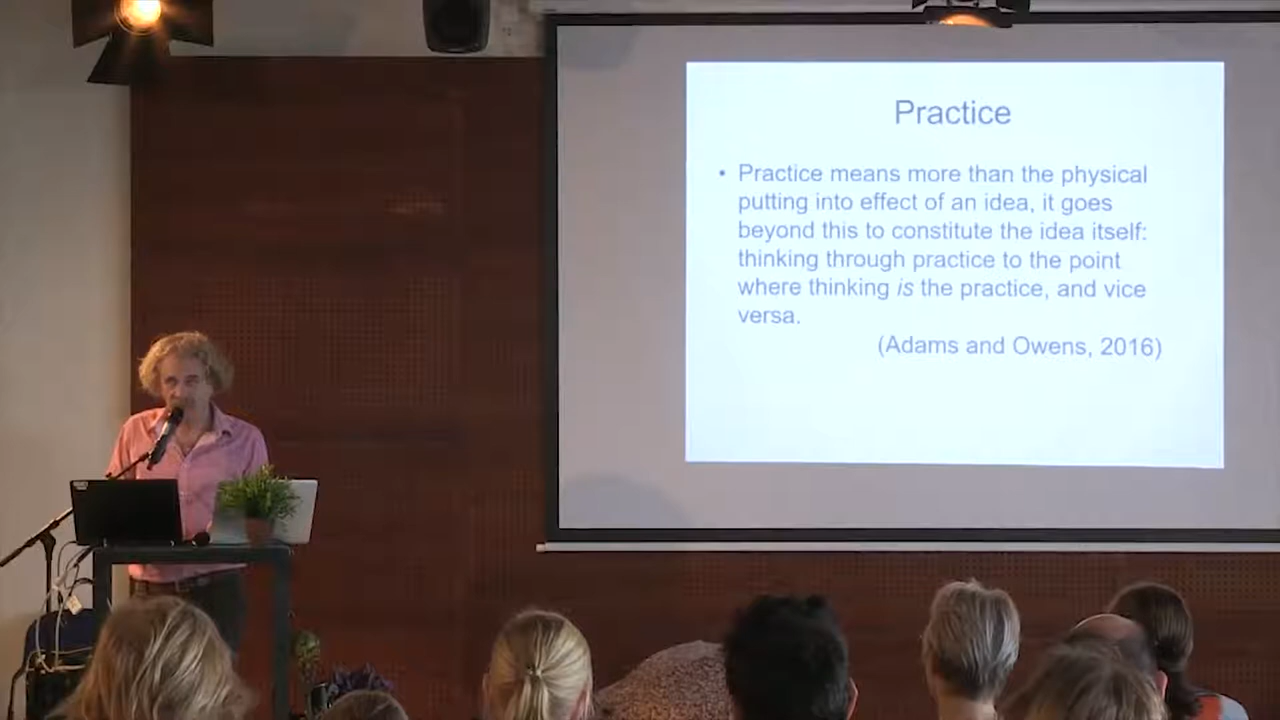 Practice
• Practice means more than the physical
putting into effect of an idea, it goes
beyond this to constitute the idea itself:
thinking through practice to the point
where thinking is the practice, and vice
versa.
(Adams and Owens, 2016)